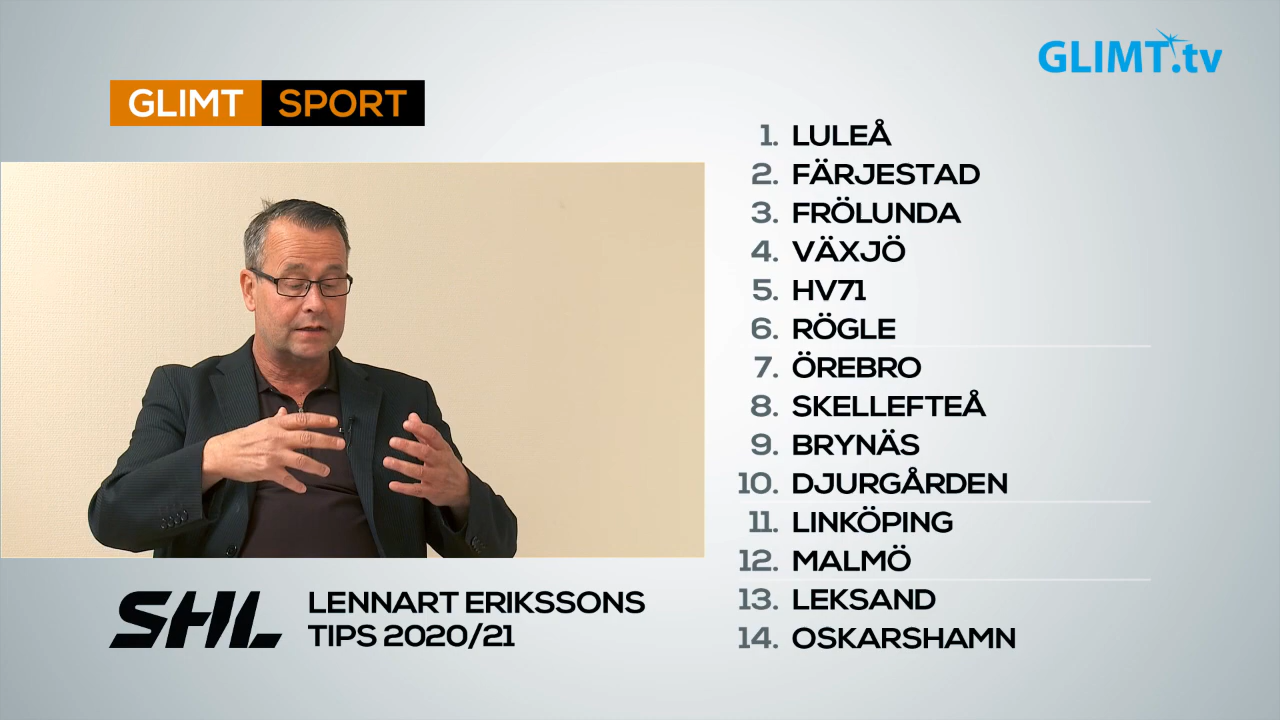 GLIMT.tv
GLIMT SPORT
1. LULEÅ
2. FÄRJESTAD
3. FRÖLUNDA
4. VÄXJÖ
5. HV71
6. RÖGLE
7. ÖREBRO
8. SKELLEFTEÅ
9. BRYNÄS
10. DJURGÅRDEN
11. LINKÖPING
12. MALMÖ
13. LEKSAND
14. OSKARSHAMN
SHL
LENNART ERIKSSONS
TIPS 2020/21